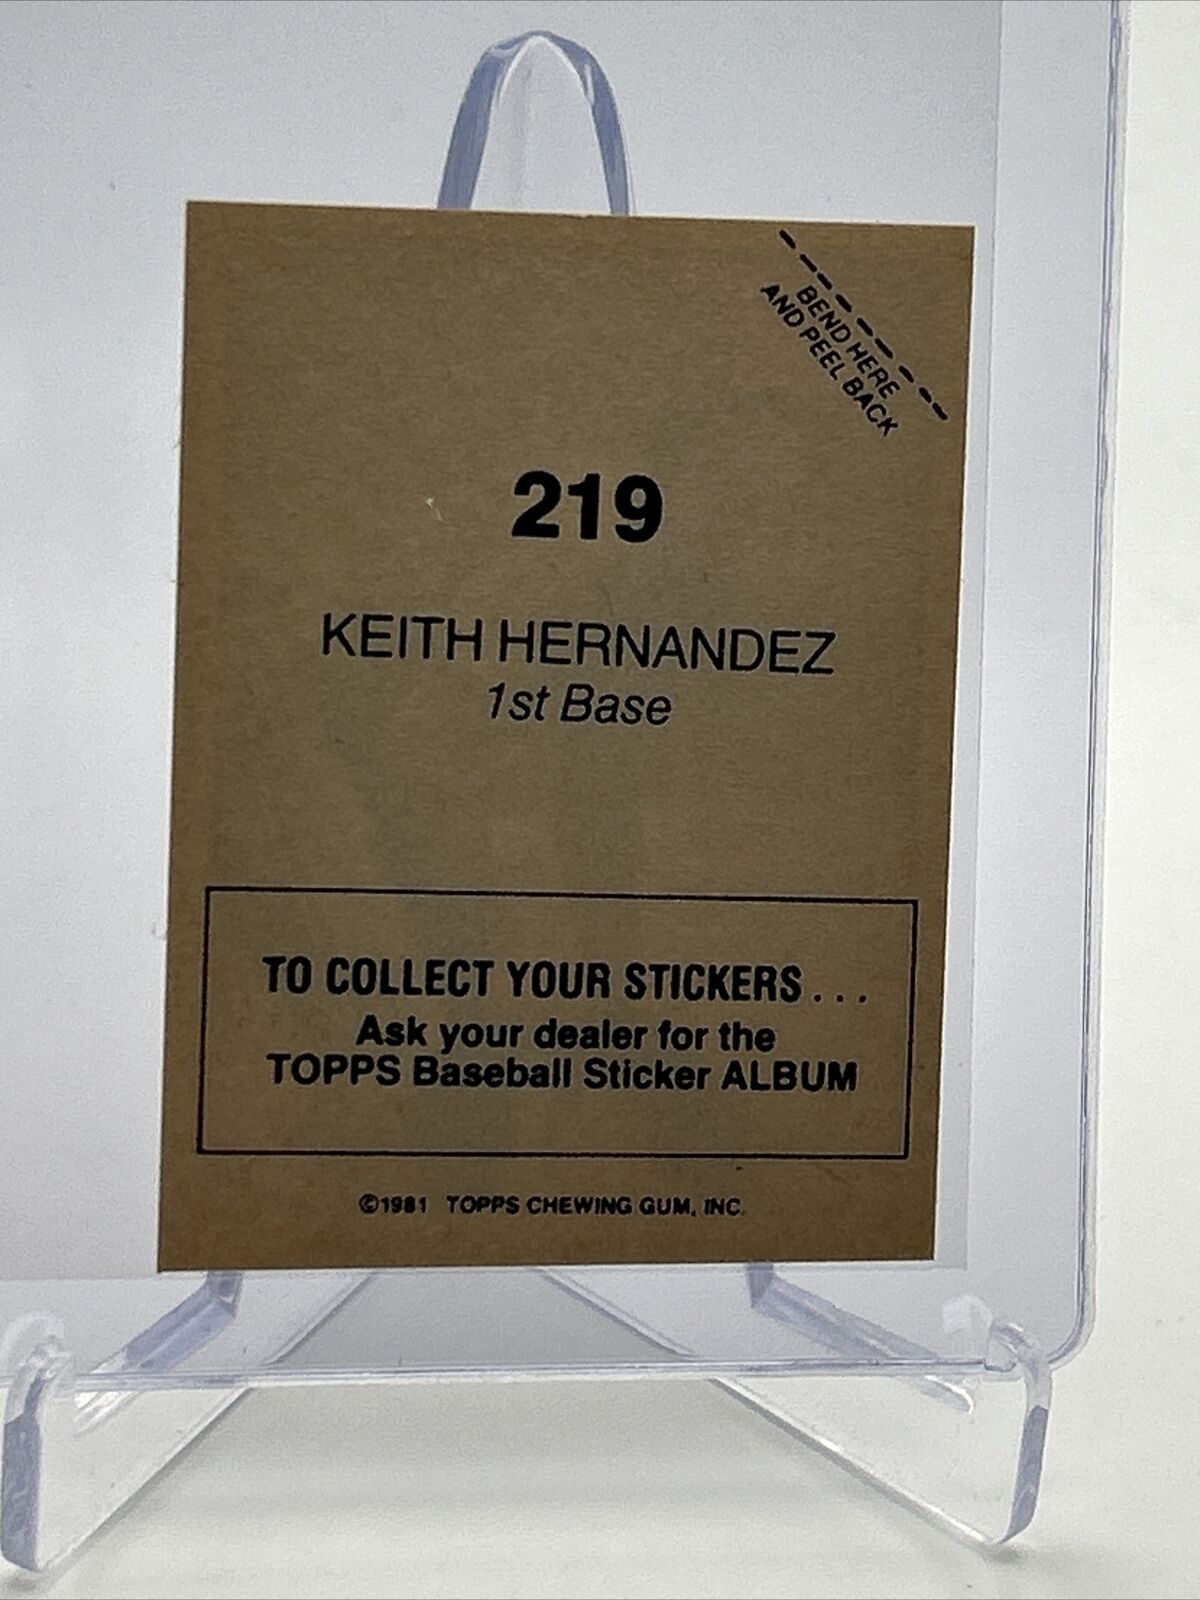 BEND HERE
AND PEEL BACK
219
KEITH HERNANDEZ
1st Base
TO COLLECT YOUR STICKERS . . .
Ask your dealer for the
TOPPS Baseball Sticker ALBUM
©1981 TOPPS CHEWING GUM, INC.